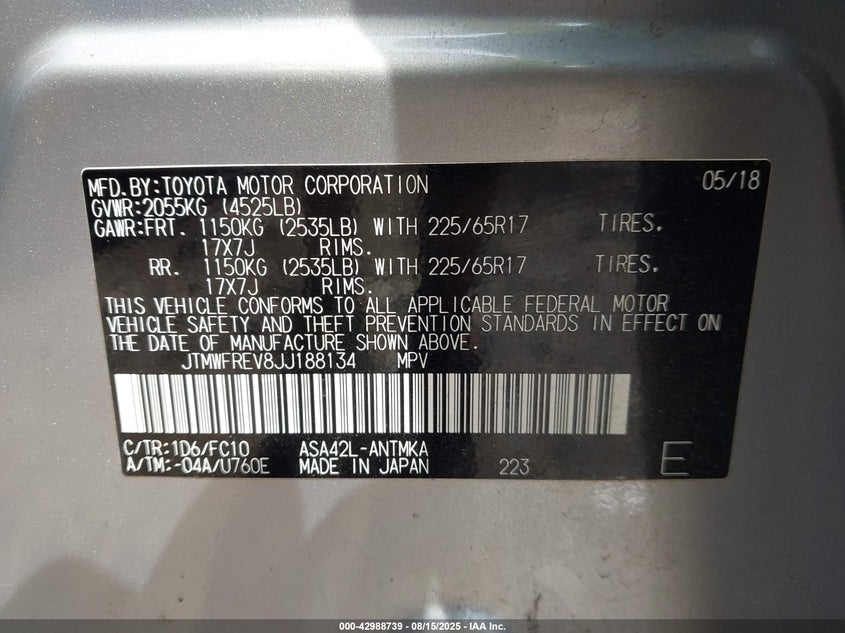 MFD.BY:TOYOTA MOTOR CORPORATION 05/18
GVWR:2055KG (4525LB)
GAWR:FRT. 1150KG (2535LB) WITH 225/65R17 TIRES.
17X7J RIMS.
RR. 1150KG (2535LB) WITH 225/65R17 TIRES.
17X7J RIMS.
THIS VEHICLE CONFORMS TO ALL APPLICABLE FEDERAL MOTOR
VEHICLE SAFETY AND THEFT PREVENTION STANDARDS IN EFFECT ON
THE DATE OF MANUFACTURE SHOWN ABOVE.
JTMWFREV8JJ188134 MPV
C/TR:1D6/FC10 ASA42L-ANTMKA
A/TM:-04A/U760E MADE IN JAPAN 223 E
000-42988739 - 08/15/2025 - IAA Inc.